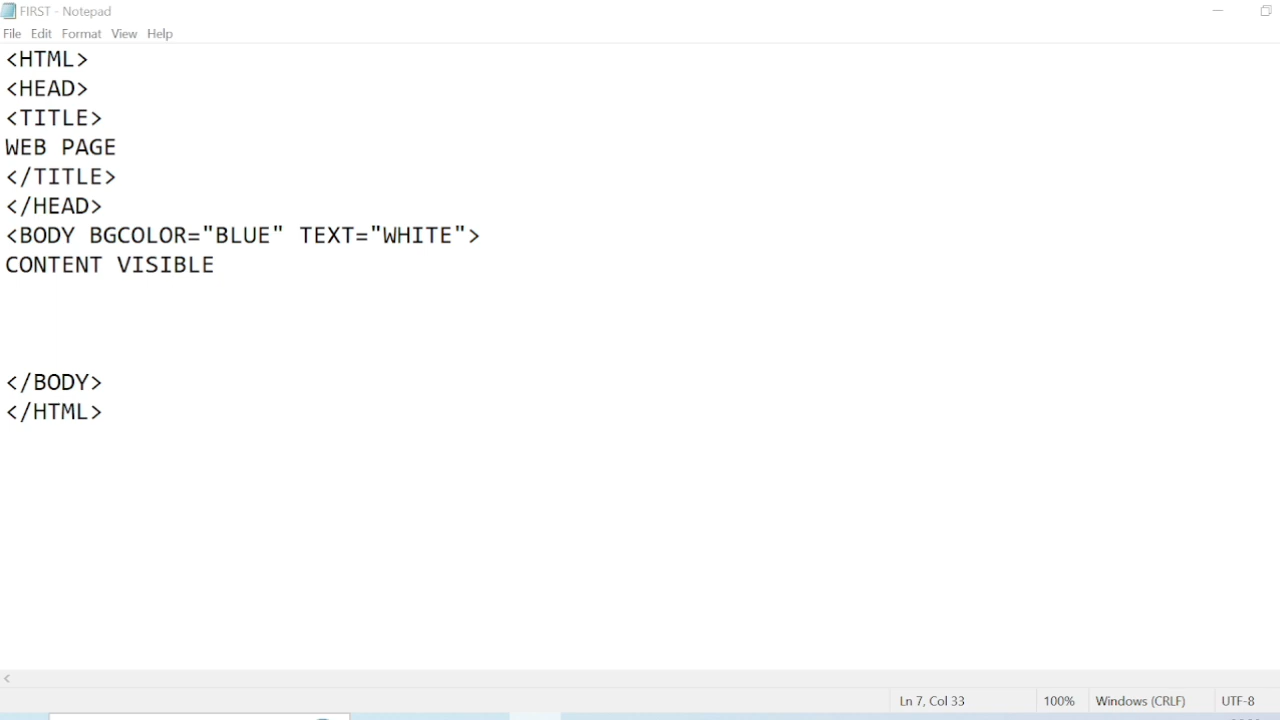 FIRST - Notepad
File Edit Format View Help
<HTML>
<HEAD>
<TITLE>
WEB PAGE
</TITLE>
</HEAD>
<BODY BGCOLOR="BLUE" TEXT="WHITE">
CONTENT VISIBLE
</BODY>
</HTML>
Ln 7, Col 33 100% Windows (CRLF) UTF-8